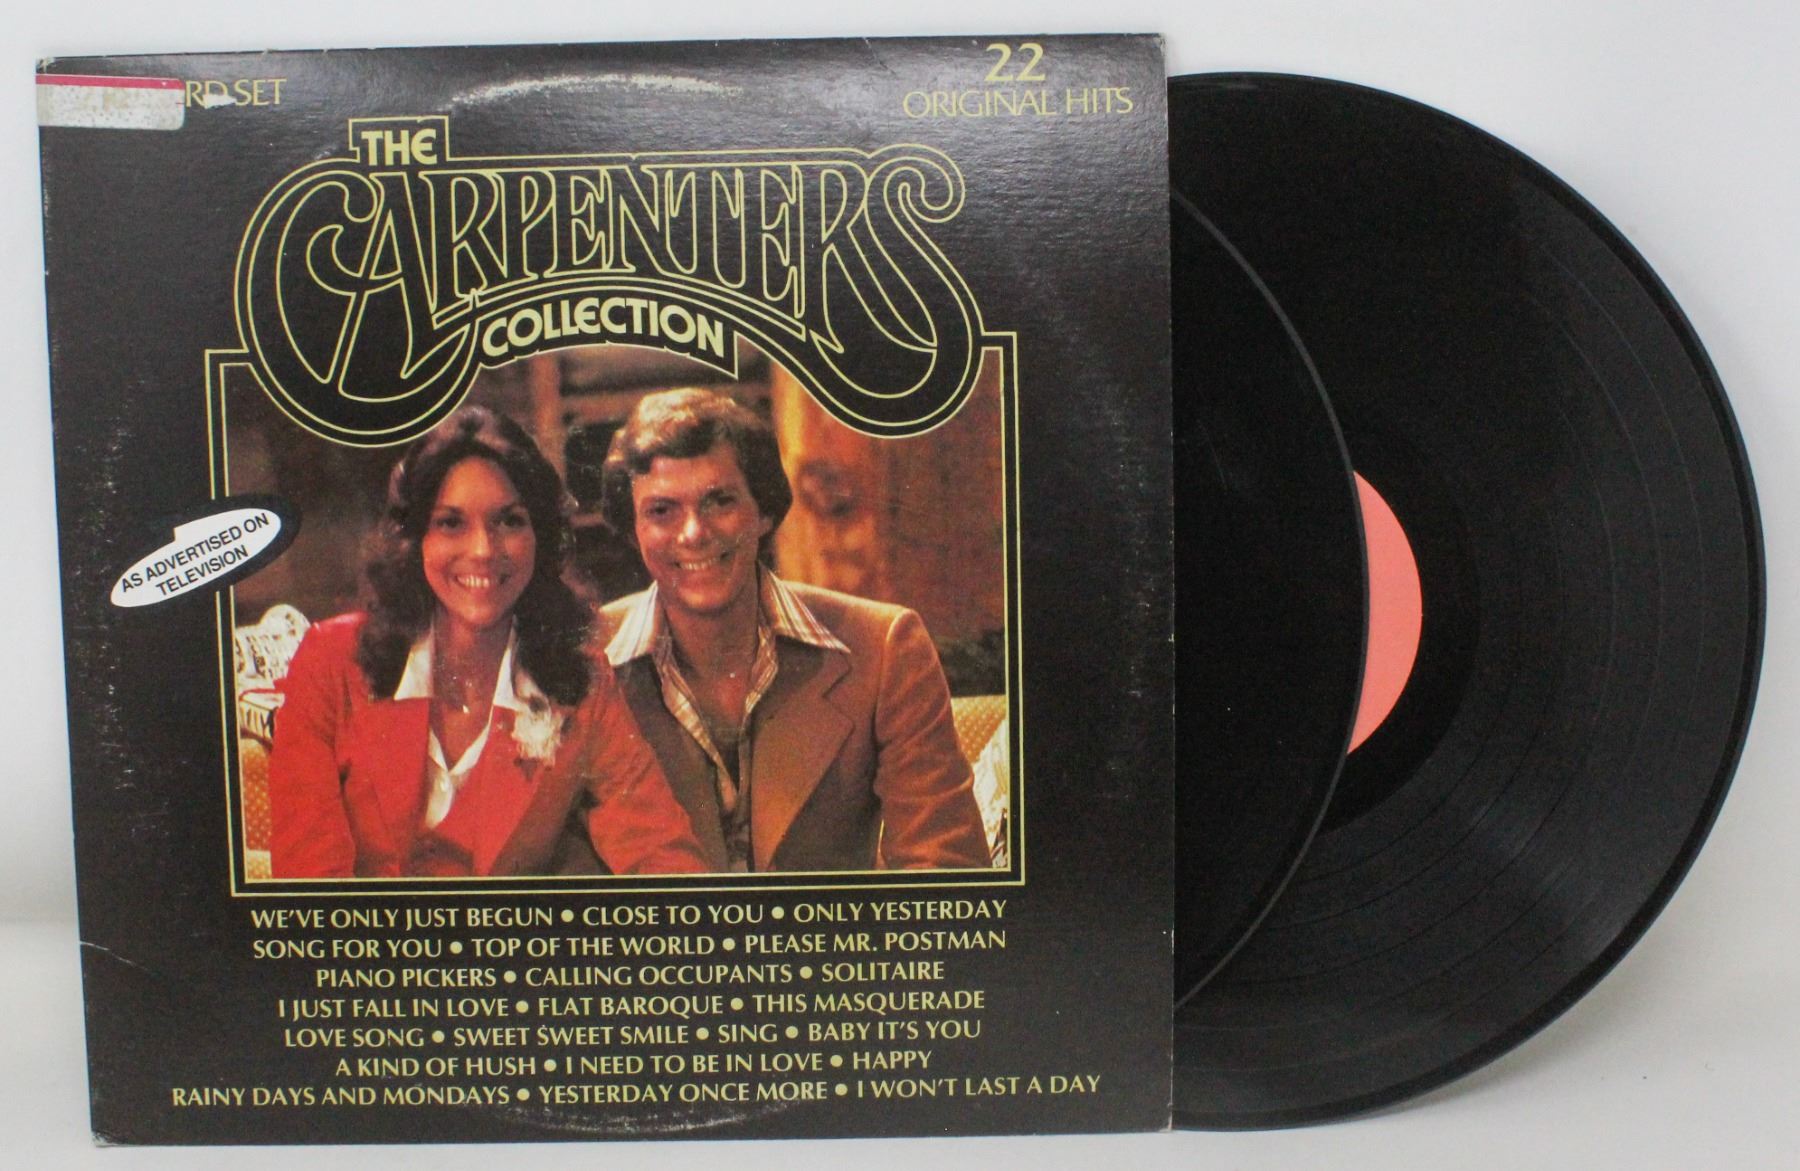 RD SET
22
ORIGINAL HITS
THE
CARPENTERS
COLLECTION
AS ADVERTISED ON
TELEVISION
WE'VE ONLY JUST BEGUN • CLOSE TO YOU • ONLY YESTERDAY
SONG FOR YOU • TOP OF THE WORLD • PLEASE MR. POSTMAN
PIANO PICKERS • CALLING OCCUPANTS • SOLITAIRE
I JUST FALL IN LOVE • FLAT BAROQUE • THIS MASQUERADE
LOVE SONG • SWEET SWEET SMILE • SING • BABY IT'S YOU
A KIND OF HUSH • I NEED TO BE IN LOVE • HAPPY
RAINY DAYS AND MONDAYS • YESTERDAY ONCE MORE • I WON'T LAST A DAY